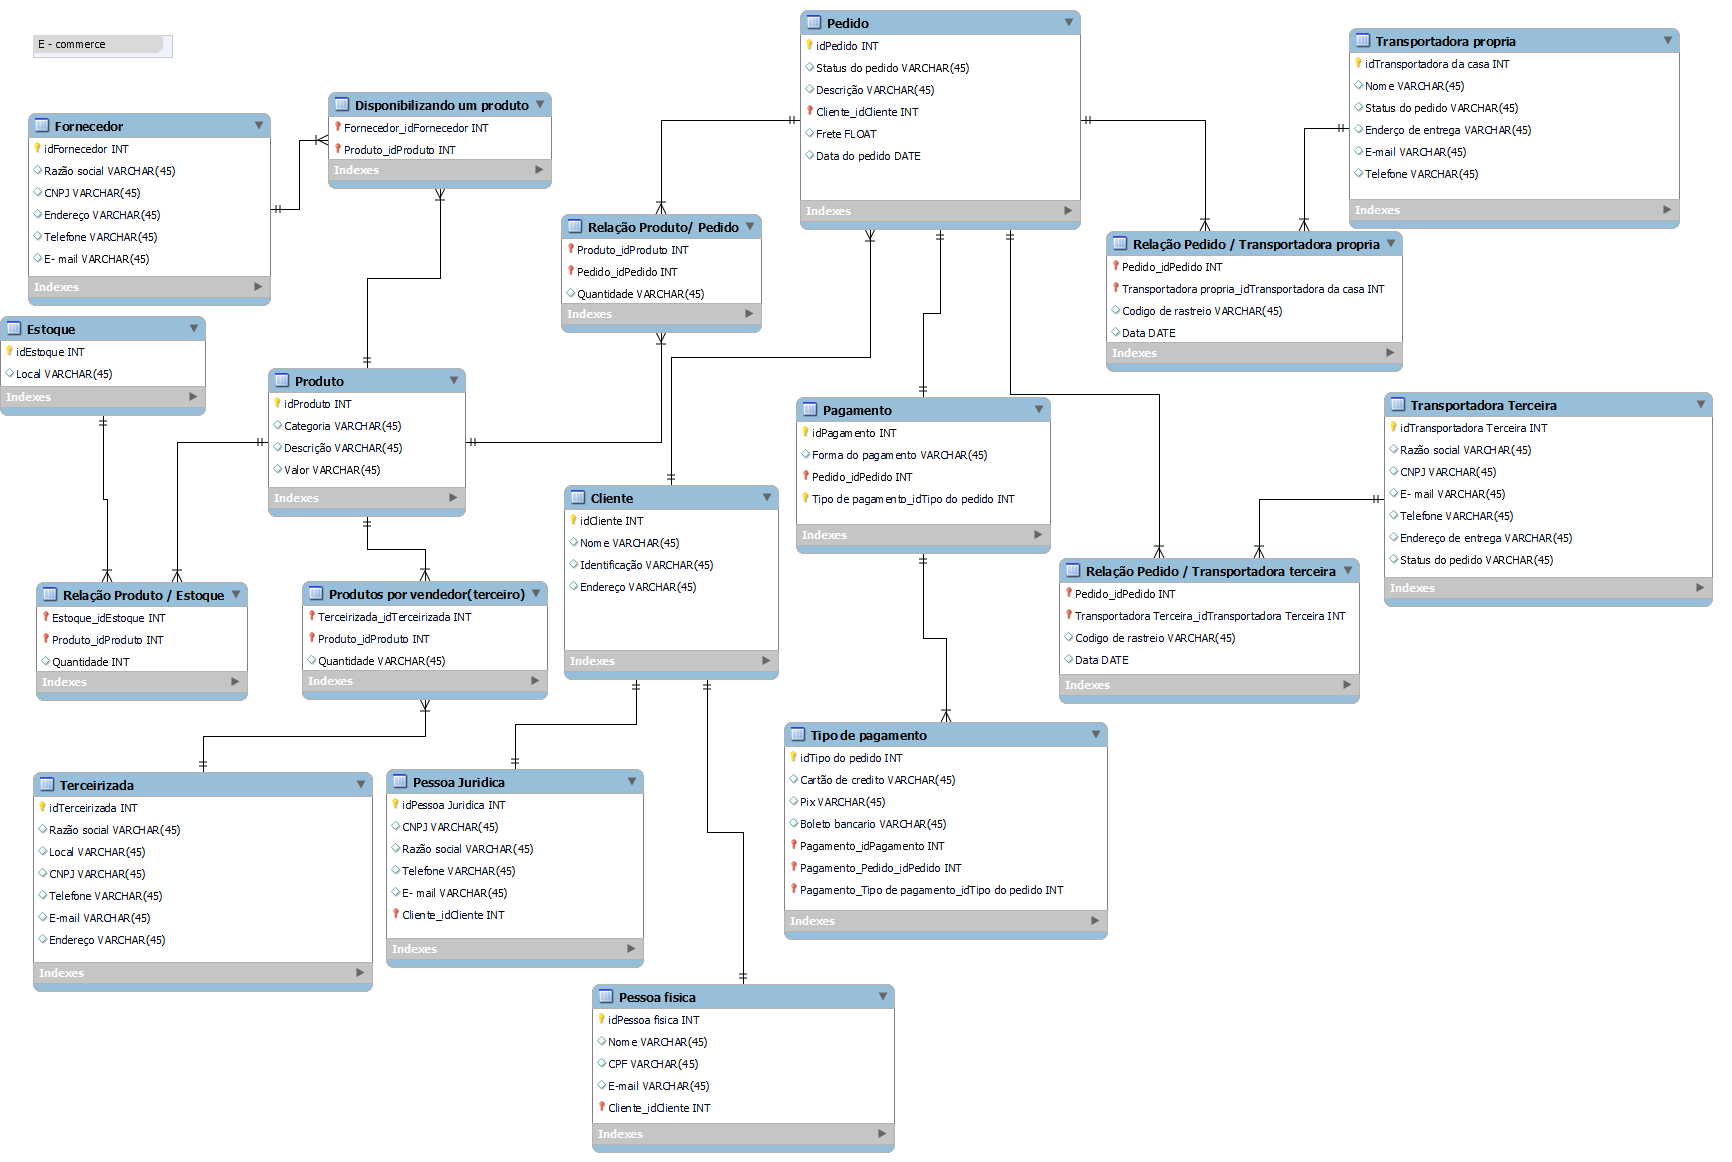 E - commerce
Fornecedor
idFornecedor INT
Razão social VARCHAR(45)
CNPJ VARCHAR(45)
Endereço VARCHAR(45)
Telefone VARCHAR(45)
E- mail VARCHAR(45)
Indexes
Disponibilizando um produto
Fornecedor_idFornecedor INT
Produto_idProduto INT
Indexes
Pedido
idPedido INT
Status do pedido VARCHAR(45)
Descrição VARCHAR(45)
Cliente_idCliente INT
Frete FLOAT
Data do pedido DATE
Indexes
Transportadora propria
idTransportadora da casa INT
Nome VARCHAR(45)
Status do pedido VARCHAR(45)
Enderço de entrega VARCHAR(45)
E-mail VARCHAR(45)
Telefone VARCHAR(45)
Indexes
Relação Produto/ Pedido
Produto_idProduto INT
Pedido_idPedido INT
Quantidade VARCHAR(45)
Indexes
Relação Pedido / Transportadora propria
Pedido_idPedido INT
Transportadora propria_idTransportadora da casa INT
Codigo de rastreio VARCHAR(45)
Data DATE
Indexes
Estoque
idEstoque INT
Local VARCHAR(45)
Indexes
Produto
idProduto INT
Categoria VARCHAR(45)
Descrição VARCHAR(45)
Valor VARCHAR(45)
Indexes
Pagamento
idPagamento INT
Forma do pagamento VARCHAR(45)
Pedido_idPedido INT
Tipo de pagamento_idTipo do pedido INT
Indexes
Transportadora Terceira
idTransportadora Terceira INT
Razão social VARCHAR(45)
CNPJ VARCHAR(45)
E- mail VARCHAR(45)
Telefone VARCHAR(45)
Endereço de entrega VARCHAR(45)
Status do pedido VARCHAR(45)
Indexes
Cliente
idCliente INT
Nome VARCHAR(45)
Identificação VARCHAR(45)
Endereço VARCHAR(45)
Indexes
Relação Produto / Estoque
Estoque_idEstoque INT
Produto_idProduto INT
Quantidade INT
Indexes
Produtos por vendedor(terceiro)
Terceirizada_idTerceirizada INT
Produto_idProduto INT
Quantidade VARCHAR(45)
Indexes
Relação Pedido / Transportadora terceira
Pedido_idPedido INT
Transportadora Terceira_idTransportadora Terceira INT
Codigo de rastreio VARCHAR(45)
Data DATE
Indexes
Terceirizada
idTerceirizada INT
Razão social VARCHAR(45)
Local VARCHAR(45)
CNPJ VARCHAR(45)
Telefone VARCHAR(45)
E-mail VARCHAR(45)
Endereço VARCHAR(45)
Indexes
Pessoa Juridica
idPessoa Juridica INT
CNPJ VARCHAR(45)
Razão social VARCHAR(45)
Telefone VARCHAR(45)
E- mail VARCHAR(45)
Cliente_idCliente INT
Indexes
Tipo de pagamento
idTipo do pedido INT
Cartão de credito VARCHAR(45)
Pix VARCHAR(45)
Boleto bancario VARCHAR(45)
Pagamento_idPagamento INT
Pagamento_Pedido_idPedido INT
Pagamento_Tipo de pagamento_idTipo do pedido INT
Indexes
Pessoa fisica
idPessoa fisica INT
Nome VARCHAR(45)
CPF VARCHAR(45)
E-mail VARCHAR(45)
Cliente_idCliente INT
Indexes